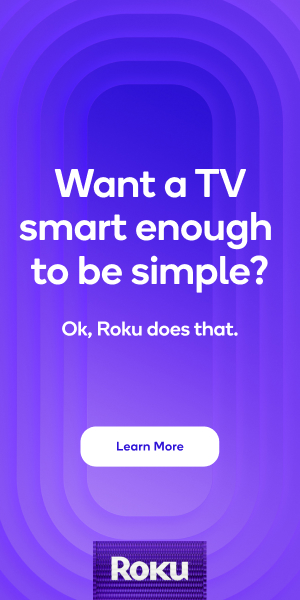 Want a TV
smart enough
to be simple?
Ok, Roku does that.
Learn More
Roku